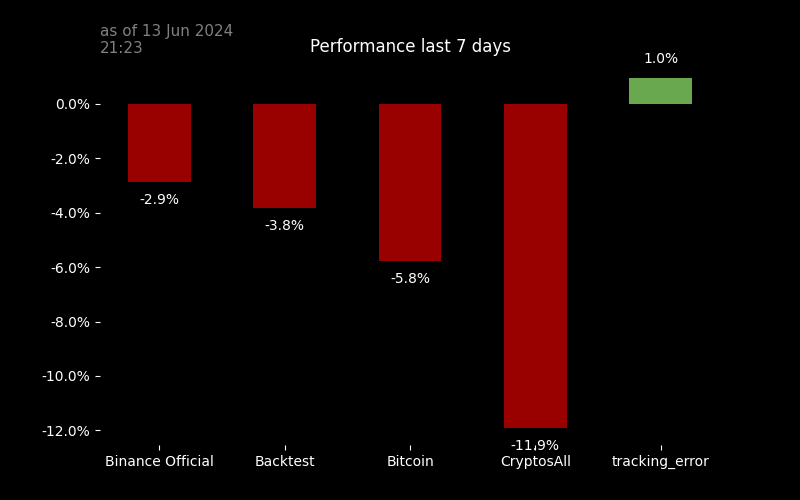 as of 13 Jun 2024
21:23
Performance last 7 days
1.0%
0.0%
-2.0%
-2.9%
-4.0%
-3.8%
-6.0%
-5.8%
-8.0%
-10.0%
-12.0%
-11.9%
Binance Official
Backtest
Bitcoin
CryptosAll
tracking_error